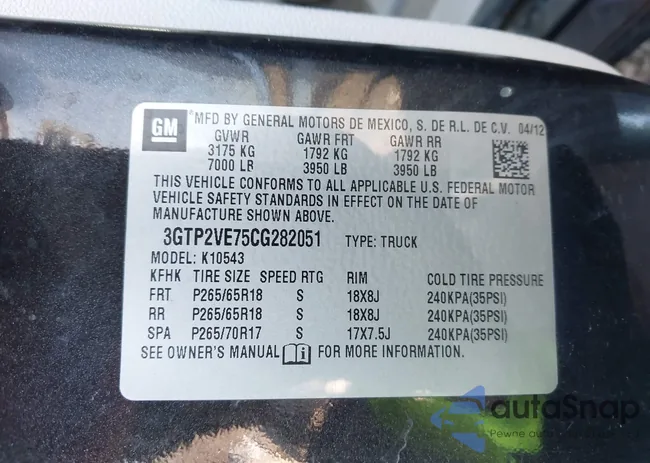 GM ®MFD BY GENERAL MOTORS DE MEXICO, S. DE R.L. DE C.V. 04/12
GVWR GAWR FRT GAWR RR
3175 KG 1792 KG 1792 KG
7000 LB 3950 LB 3950 LB
THIS VEHICLE CONFORMS TO ALL APPLICABLE U.S. FEDERAL MOTOR
VEHICLE SAFETY STANDARDS IN EFFECT ON THE DATE OF
MANUFACTURE SHOWN ABOVE.
3GTP2VE75CG282051 TYPE: TRUCK
MODEL: K10543
KFHK TIRE SIZE SPEED RTG RIM COLD TIRE PRESSURE
FRT P265/65R18 S 18X8J 240KPA(35PSI)
RR P265/65R18 S 18X8J 240KPA(35PSI)
SPA P265/70R17 S 17X7.5J 240KPA(35PSI)
SEE OWNER'S MANUAL i FOR MORE INFORMATION.
autaSnap
Pewne auto